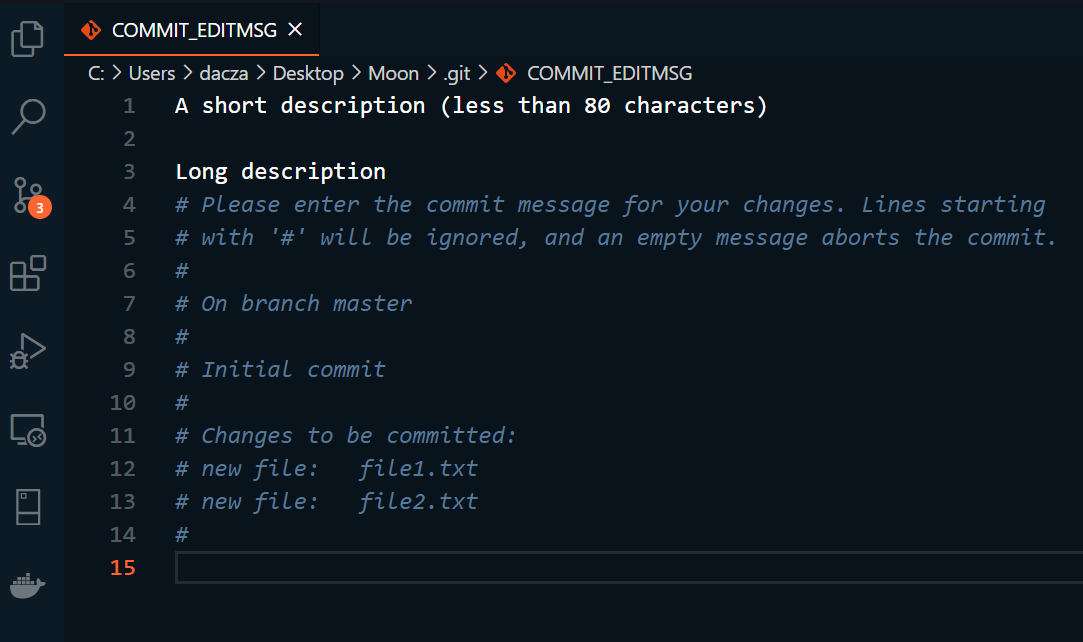 COMMIT_EDITMSG
C: > Users > dacza > Desktop > Moon > .git > COMMIT_EDITMSG
1 A short description (less than 80 characters)
2
3 Long description
4 # Please enter the commit message for your changes. Lines starting
5 # with '#' will be ignored, and an empty message aborts the commit.
6 #
7 # On branch master
8 #
9 # Initial commit
10 #
11 # Changes to be committed:
12 # new file:   file1.txt
13 # new file:   file2.txt
14 #
15
3